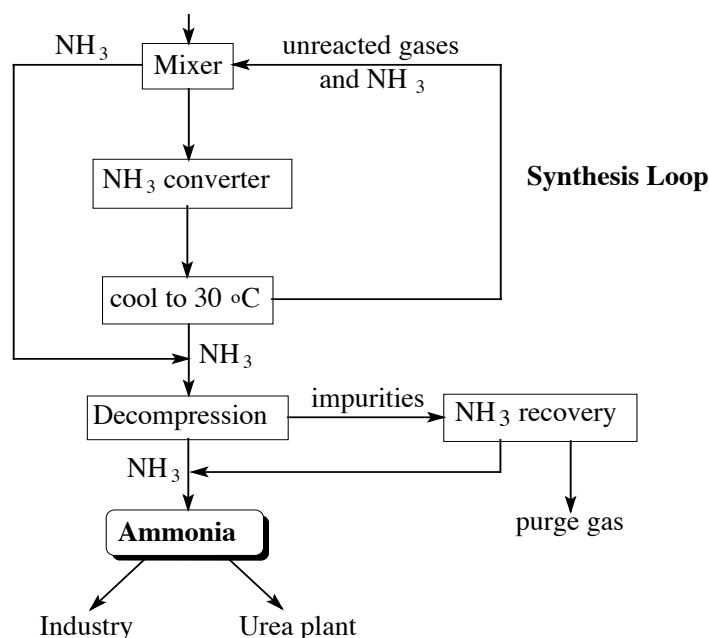 NH₃
unreacted gases
and NH₃
Mixer
NH₃ converter
Synthesis Loop
cool to 30 °C
NH₃
Decompression
impurities
NH₃ recovery
NH₃
Ammonia
purge gas
Industry
Urea plant